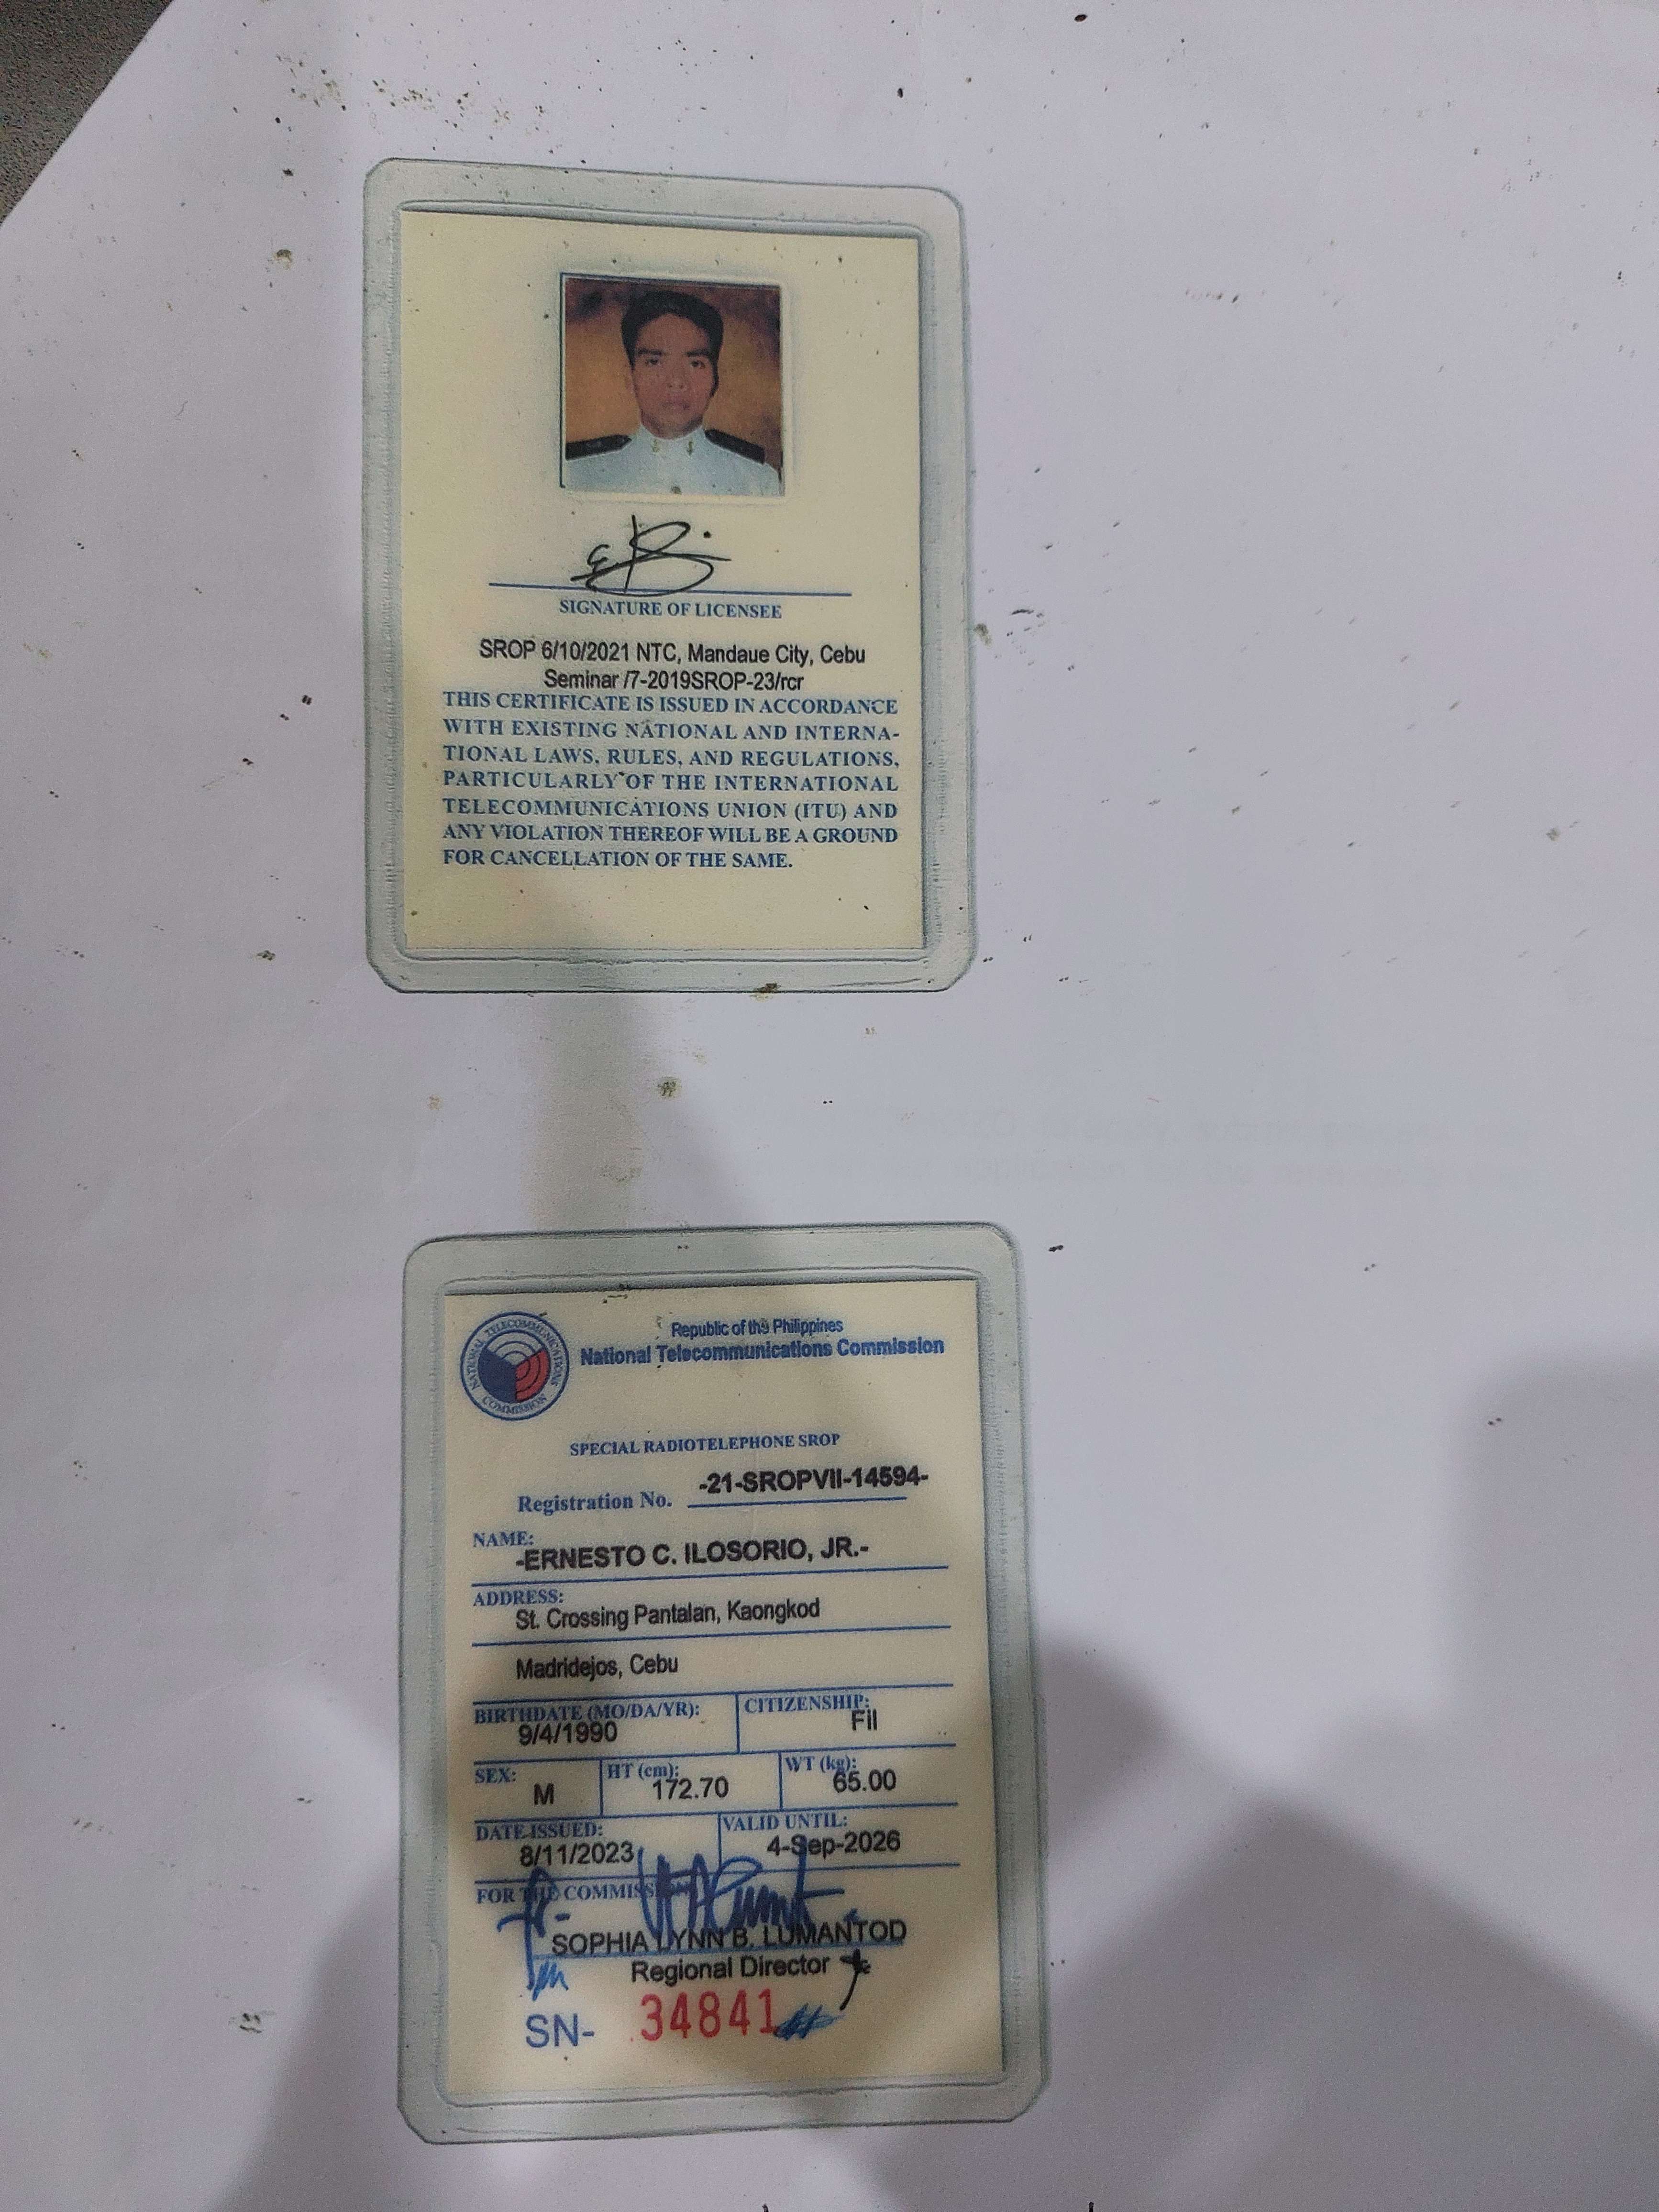 SIGNATURE OF LICENSEE
SROP 6/10/2021 NTC, Mandaue City, Cebu
Seminar /7-2019SROP-23/rcr
THIS CERTIFICATE IS ISSUED IN ACCORDANCE
WITH EXISTING NATIONAL AND INTERNA-
TIONAL LAWS, RULES, AND REGULATIONS,
PARTICULARLY OF THE INTERNATIONAL
TELECOMMUNICATIONS UNION (ITU) AND
ANY VIOLATION THEREOF WILL BE A GROUND
FOR CANCELLATION OF THE SAME.
NATIONAL TELECOMMUNICATIONS COMMISSION
Republic of the Philippines
National Telecommunications Commission
SPECIAL RADIOTELEPHONE SROP
Registration No. -21-SROPVII-14594-
NAME:
-ERNESTO C. ILOSORIO, JR.-
ADDRESS:
St. Crossing Pantalan, Kaongkod
Madridejos, Cebu
BIRTHDATE (MO/DA/YR): CITIZENSHIP:
9/4/1990 Fil
SEX: HT (cm): WT (kg):
M 172.70 65.00
DATE ISSUED: VALID UNTIL:
8/11/2023 4-Sep-2026
FOR THE COMMISSION
SOPHIA LYNN B. LUMANTOD
Regional Director
SN- 34841